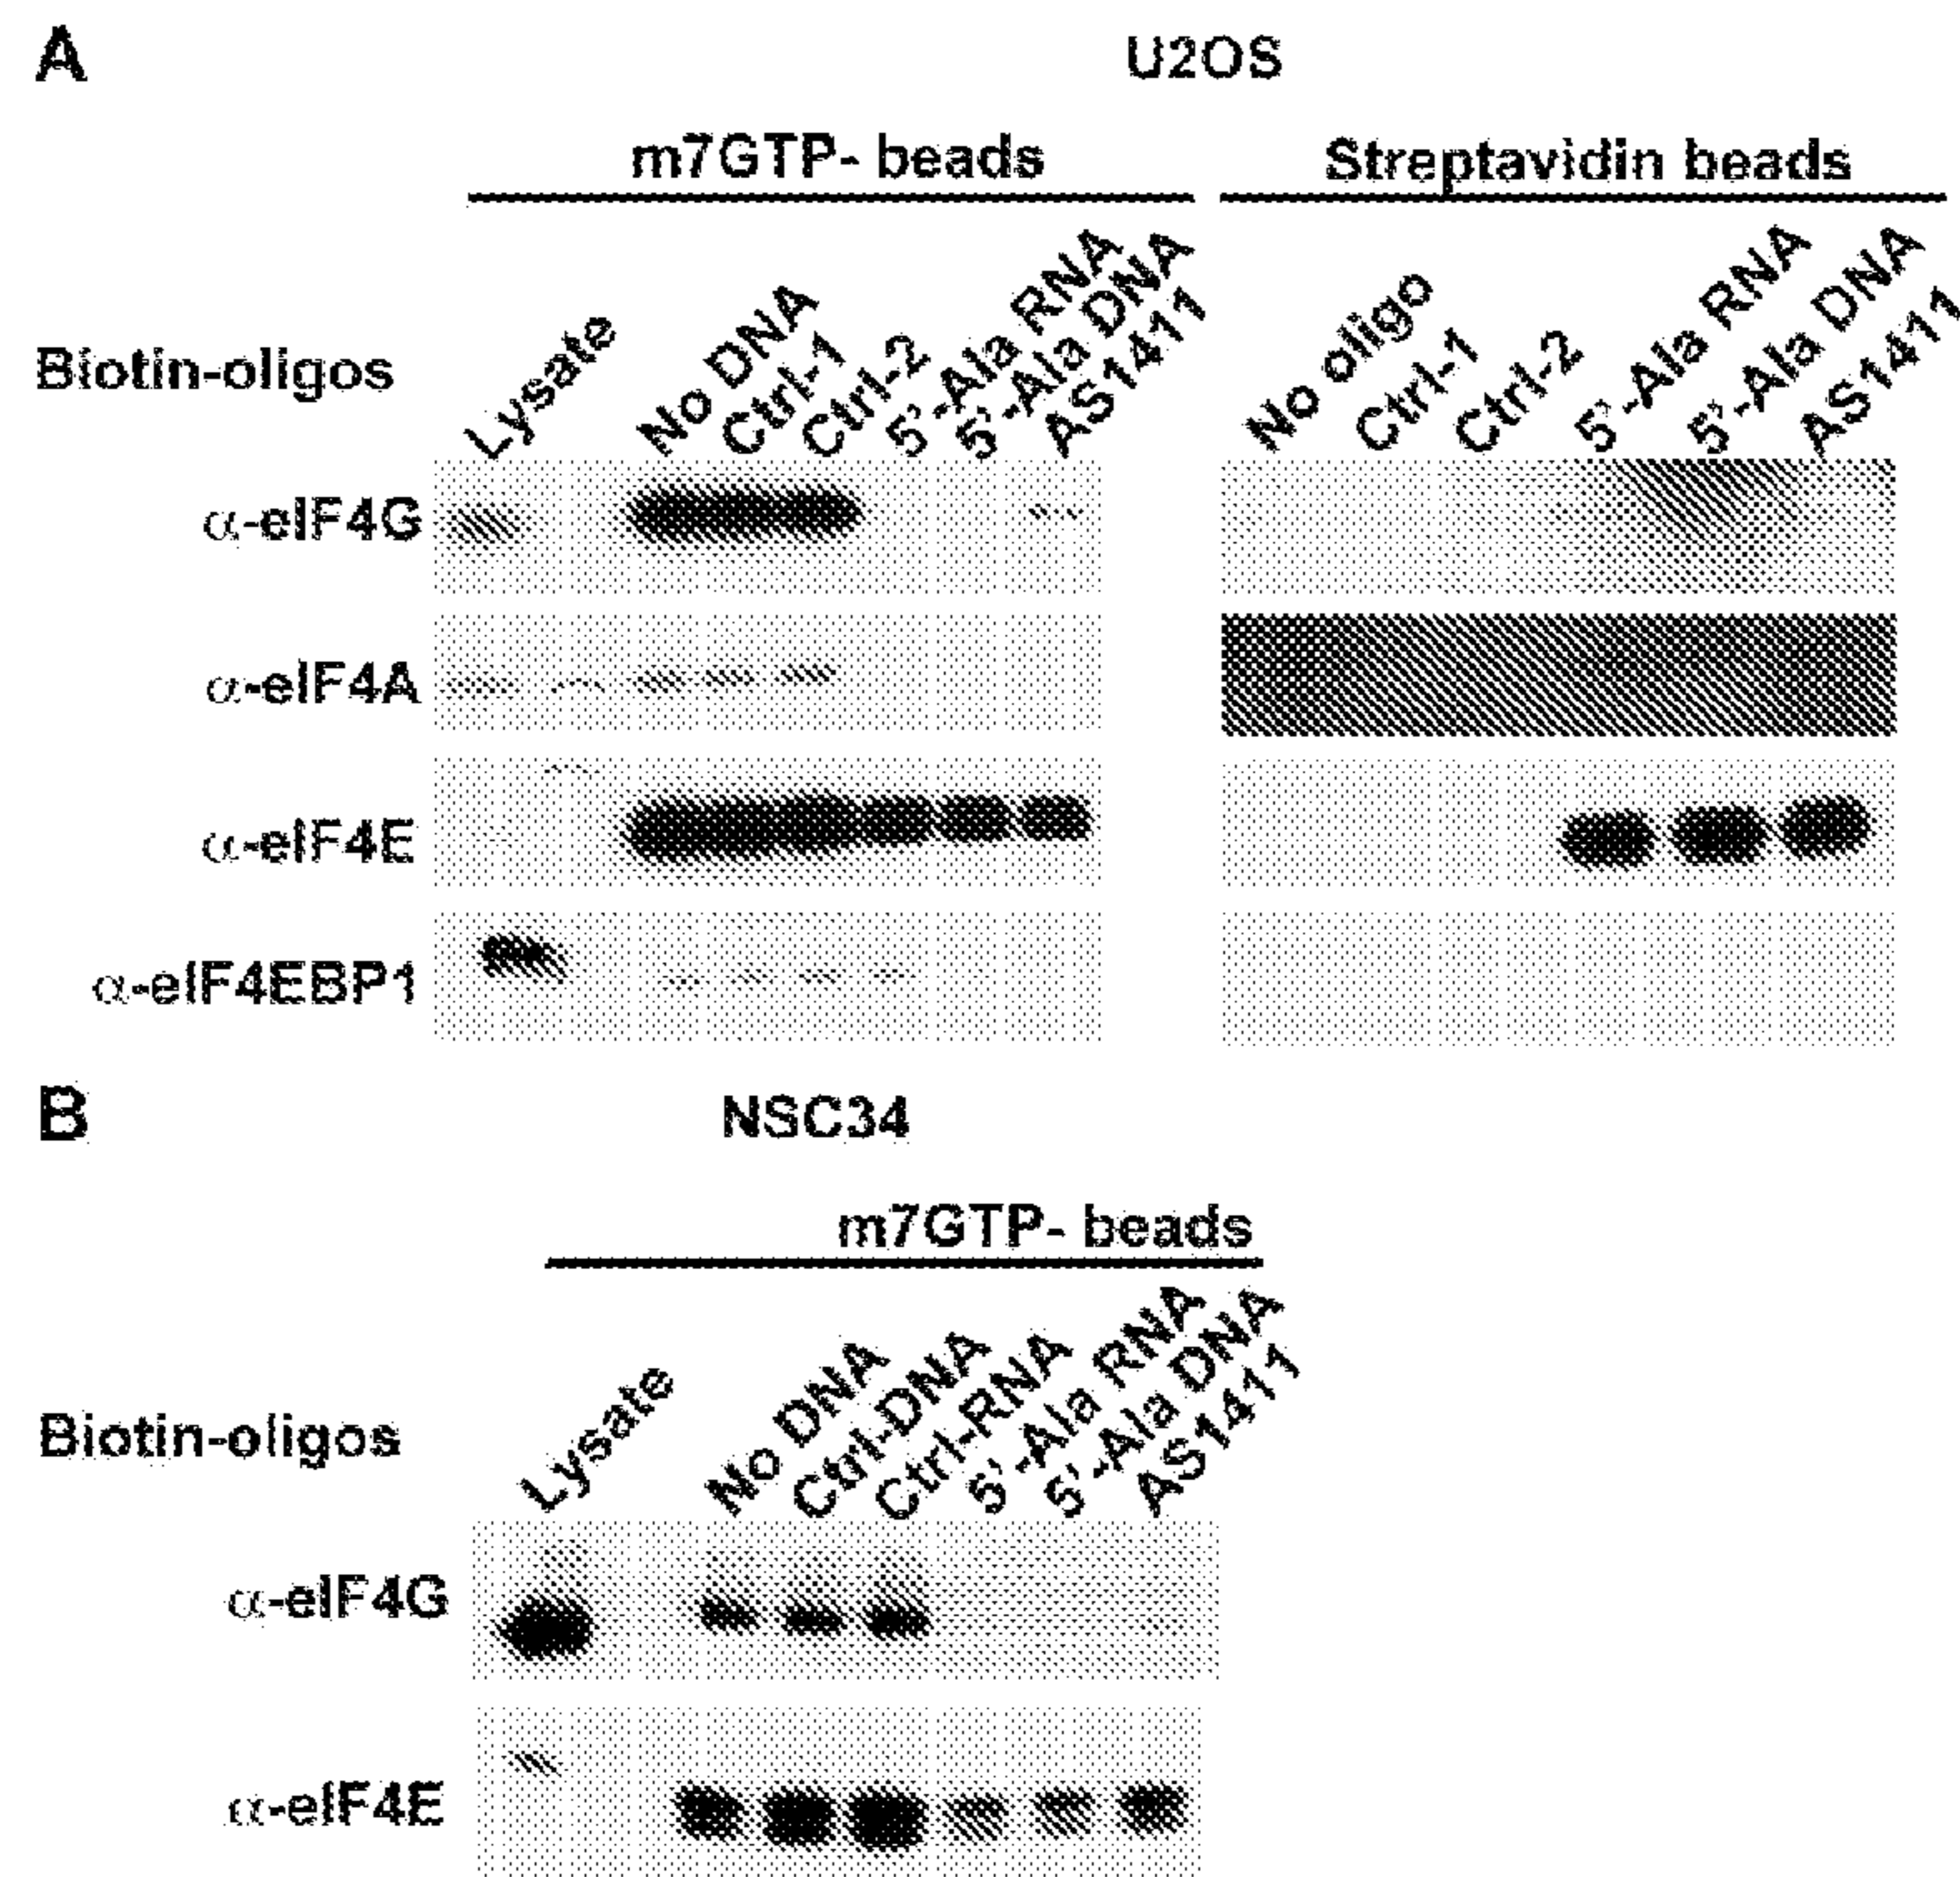 A
U2OS
m7GTP- beads
Streptavidin beads
Biotin-oligos
Lysate
No DNA
Ctrl-1
Ctrl-2
5'-Ala RNA
5'-Ala DNA
AS1411
No oligo
Ctrl-1
Ctrl-2
5'-Ala RNA
5'-Ala DNA
AS1411
α-eIF4G
α-eIF4A
α-eIF4E
α-eIF4EBP1
B
NSC34
m7GTP- beads
Biotin-oligos
Lysate
No DNA
Ctrl-DNA
Ctrl-RNA
5'-Ala RNA
5'-Ala DNA
AS1411
α-eIF4G
α-eIF4E